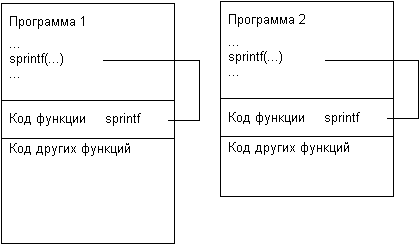 Программа 1
...
sprintf(...)
...
Код функции sprintf
Код других функций
Программа 2
...
sprintf(...)
...
Код функции sprintf
Код других функций